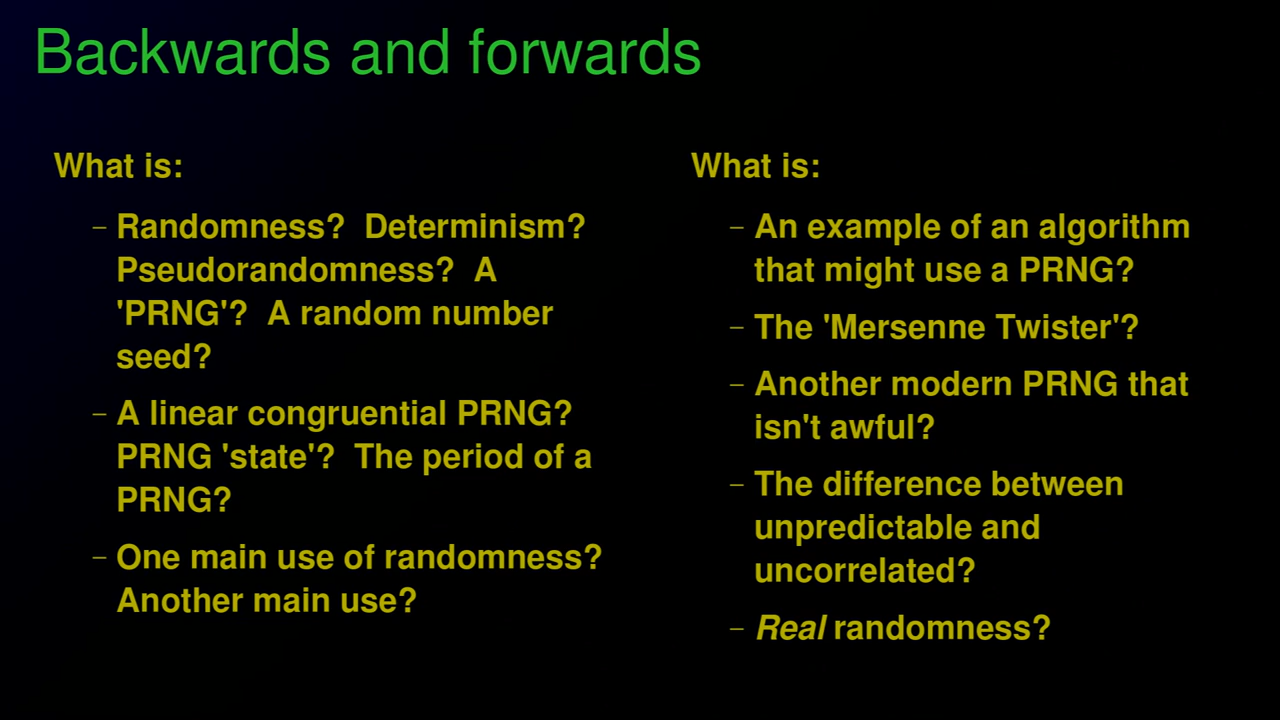 Backwards and forwards
What is:
– Randomness?  Determinism?
Pseudorandomness?  A
'PRNG'?  A random number
seed?
– A linear congruential PRNG?
PRNG 'state'?  The period of a
PRNG?
– One main use of randomness?
Another main use?
What is:
– An example of an algorithm
that might use a PRNG?
– The 'Mersenne Twister'?
– Another modern PRNG that
isn't awful?
– The difference between
unpredictable and
uncorrelated?
– Real randomness?